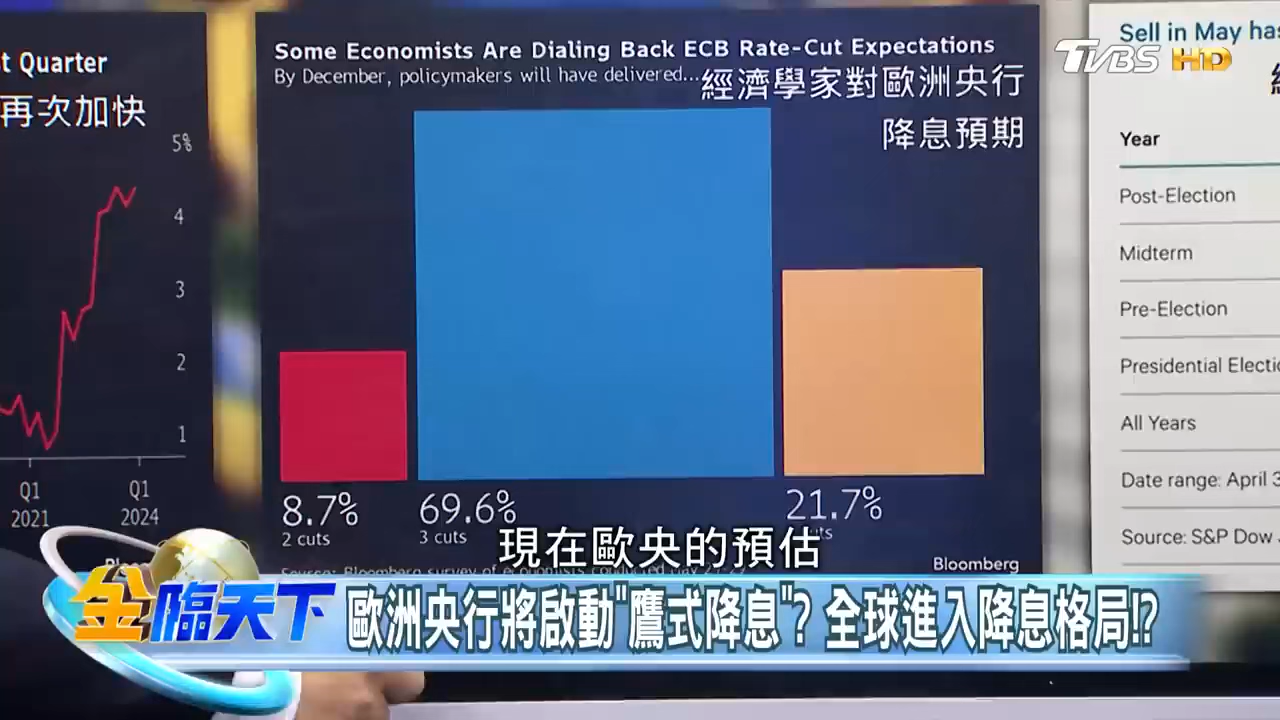 t Quarter
再次加快
5%
4
3
2
1
Q1
2021
Q1
2024
Some Economists Are Dialing Back ECB Rate-Cut Expectations
By December, policymakers will have delivered...
經濟學家對歐洲央行
降息預期
8.7%
2 cuts
69.6%
3 cuts
21.7%
Bloomberg
Sell in May has
TVBS HD
Year
Post-Election
Midterm
Pre-Election
Presidential Electi
All Years
Date range: April 3
Source: S&P Dow J
現在歐央的預估
金臨天下
歐洲央行將啟動"鷹式降息"? 全球進入降息格局!?